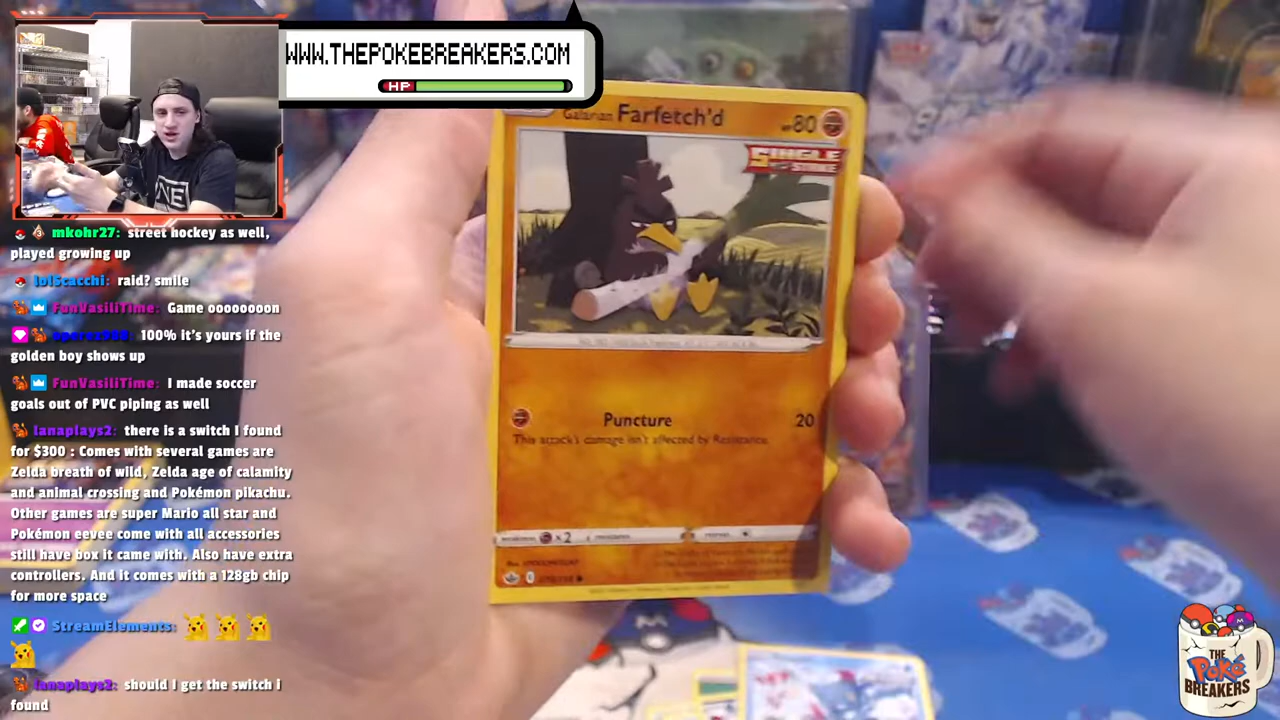 WWW.THEPOKEBREAKERS.COM
HP
Galarian Farfetch'd
HP 80
SINGLE
STRIKE
Puncture 20
This attack's damage isn't affected by Resistance.
weakness ×2 resistance retreat
mkohr27: street hockey as well,
played growing up
lolScacchi: raid? smile
FunVasiliTime: Game oooooooon
100% it's yours if the
golden boy shows up
FunVasiliTime: I made soccer
goals out of PVC piping as well
lanaplays2: there is a switch I found
for $300 : Comes with several games are
Zelda breath of wild, Zelda age of calamity
and animal crossing and Pokémon pikachu.
Other games are super Mario all star and
Pokémon eevee come with all accessories
still have box it came with. Also have extra
controllers. And it comes with a 128gb chip
for more space
StreamElements:
lanaplays2: should I get the switch I
found
THE
Poké
BREAKERS